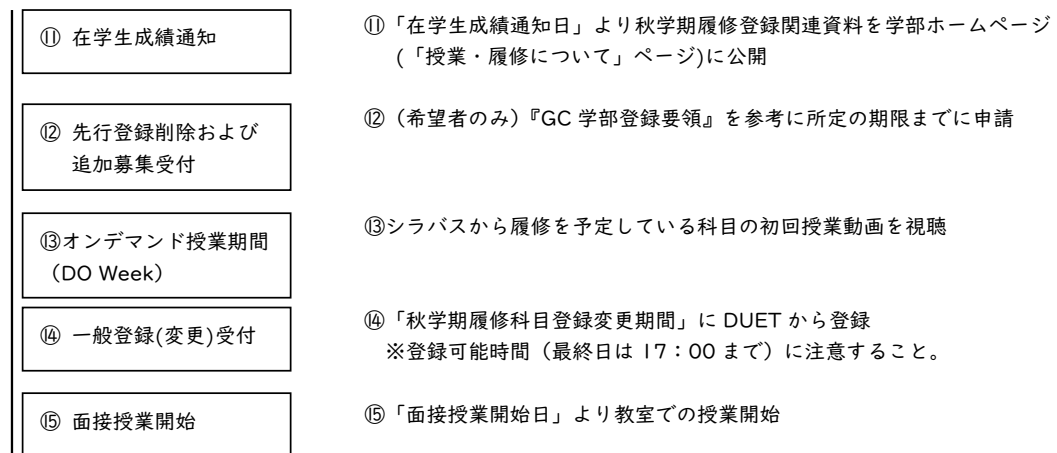 ⑪ 在学生成績通知
⑪「在学生成績通知日」より秋学期履修登録関連資料を学部ホームページ
(「授業・履修について」ページ)に公開
⑫ 先行登録削除および
追加募集受付
⑫（希望者のみ）『GC 学部登録要領』を参考に所定の期限までに申請
⑬オンデマンド授業期間
（DO Week）
⑬シラバスから履修を予定している科目の初回授業動画を視聴
⑭ 一般登録(変更)受付
⑭「秋学期履修科目登録変更期間」に DUET から登録
※登録可能時間（最終日は 17：00 まで）に注意すること。
⑮ 面接授業開始
⑮「面接授業開始日」より教室での授業開始